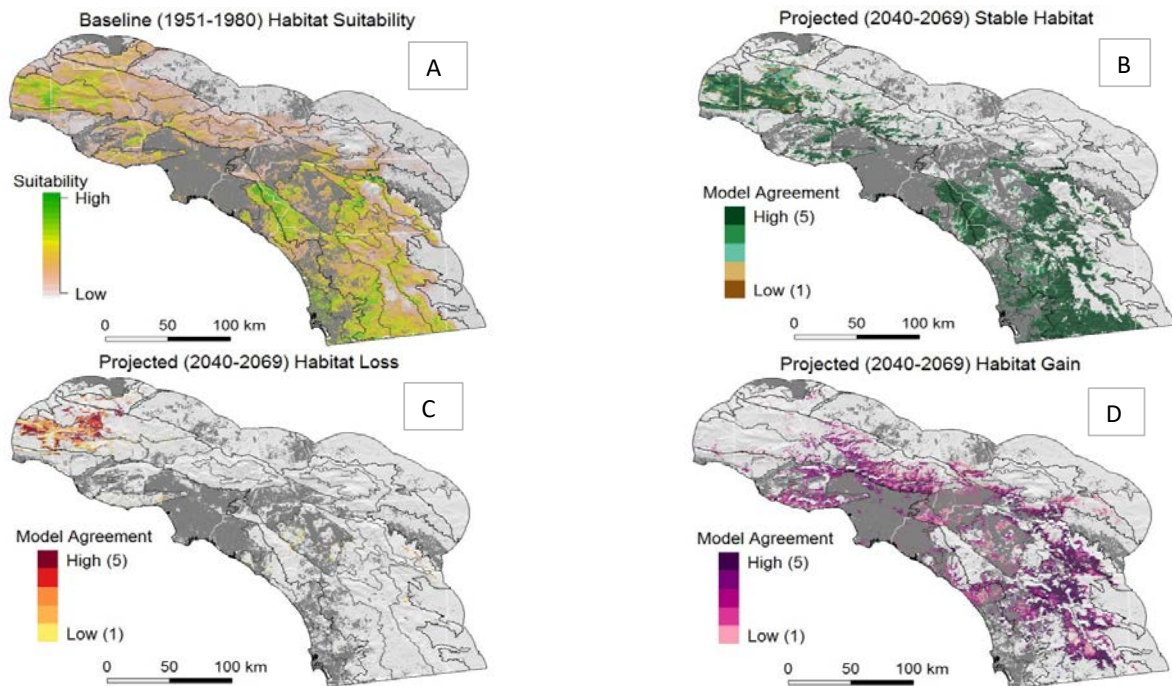 Baseline (1951-1980) Habitat Suitability
A
Suitability
High
Low
0 50 100 km
Projected (2040-2069) Stable Habitat
B
Model Agreement
High (5)
Low (1)
0 50 100 km
Projected (2040-2069) Habitat Loss
C
Model Agreement
High (5)
Low (1)
0 50 100 km
Projected (2040-2069) Habitat Gain
D
Model Agreement
High (5)
Low (1)
0 50 100 km